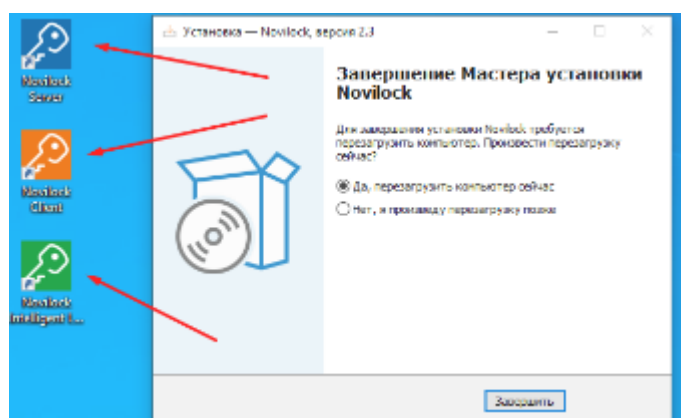 Novilock
Server
Novilock
Client
Novilock
Intelligent t...
Установка — Novilock, версия 2.3
Завершение Мастера установки
Novilock
Для завершения установки Novilock требуется
перезагрузить компьютер. Произвести перезагрузку
сейчас?
Да, перезагрузить компьютер сейчас
Нет, я произведу перезагрузку позже
Завершить